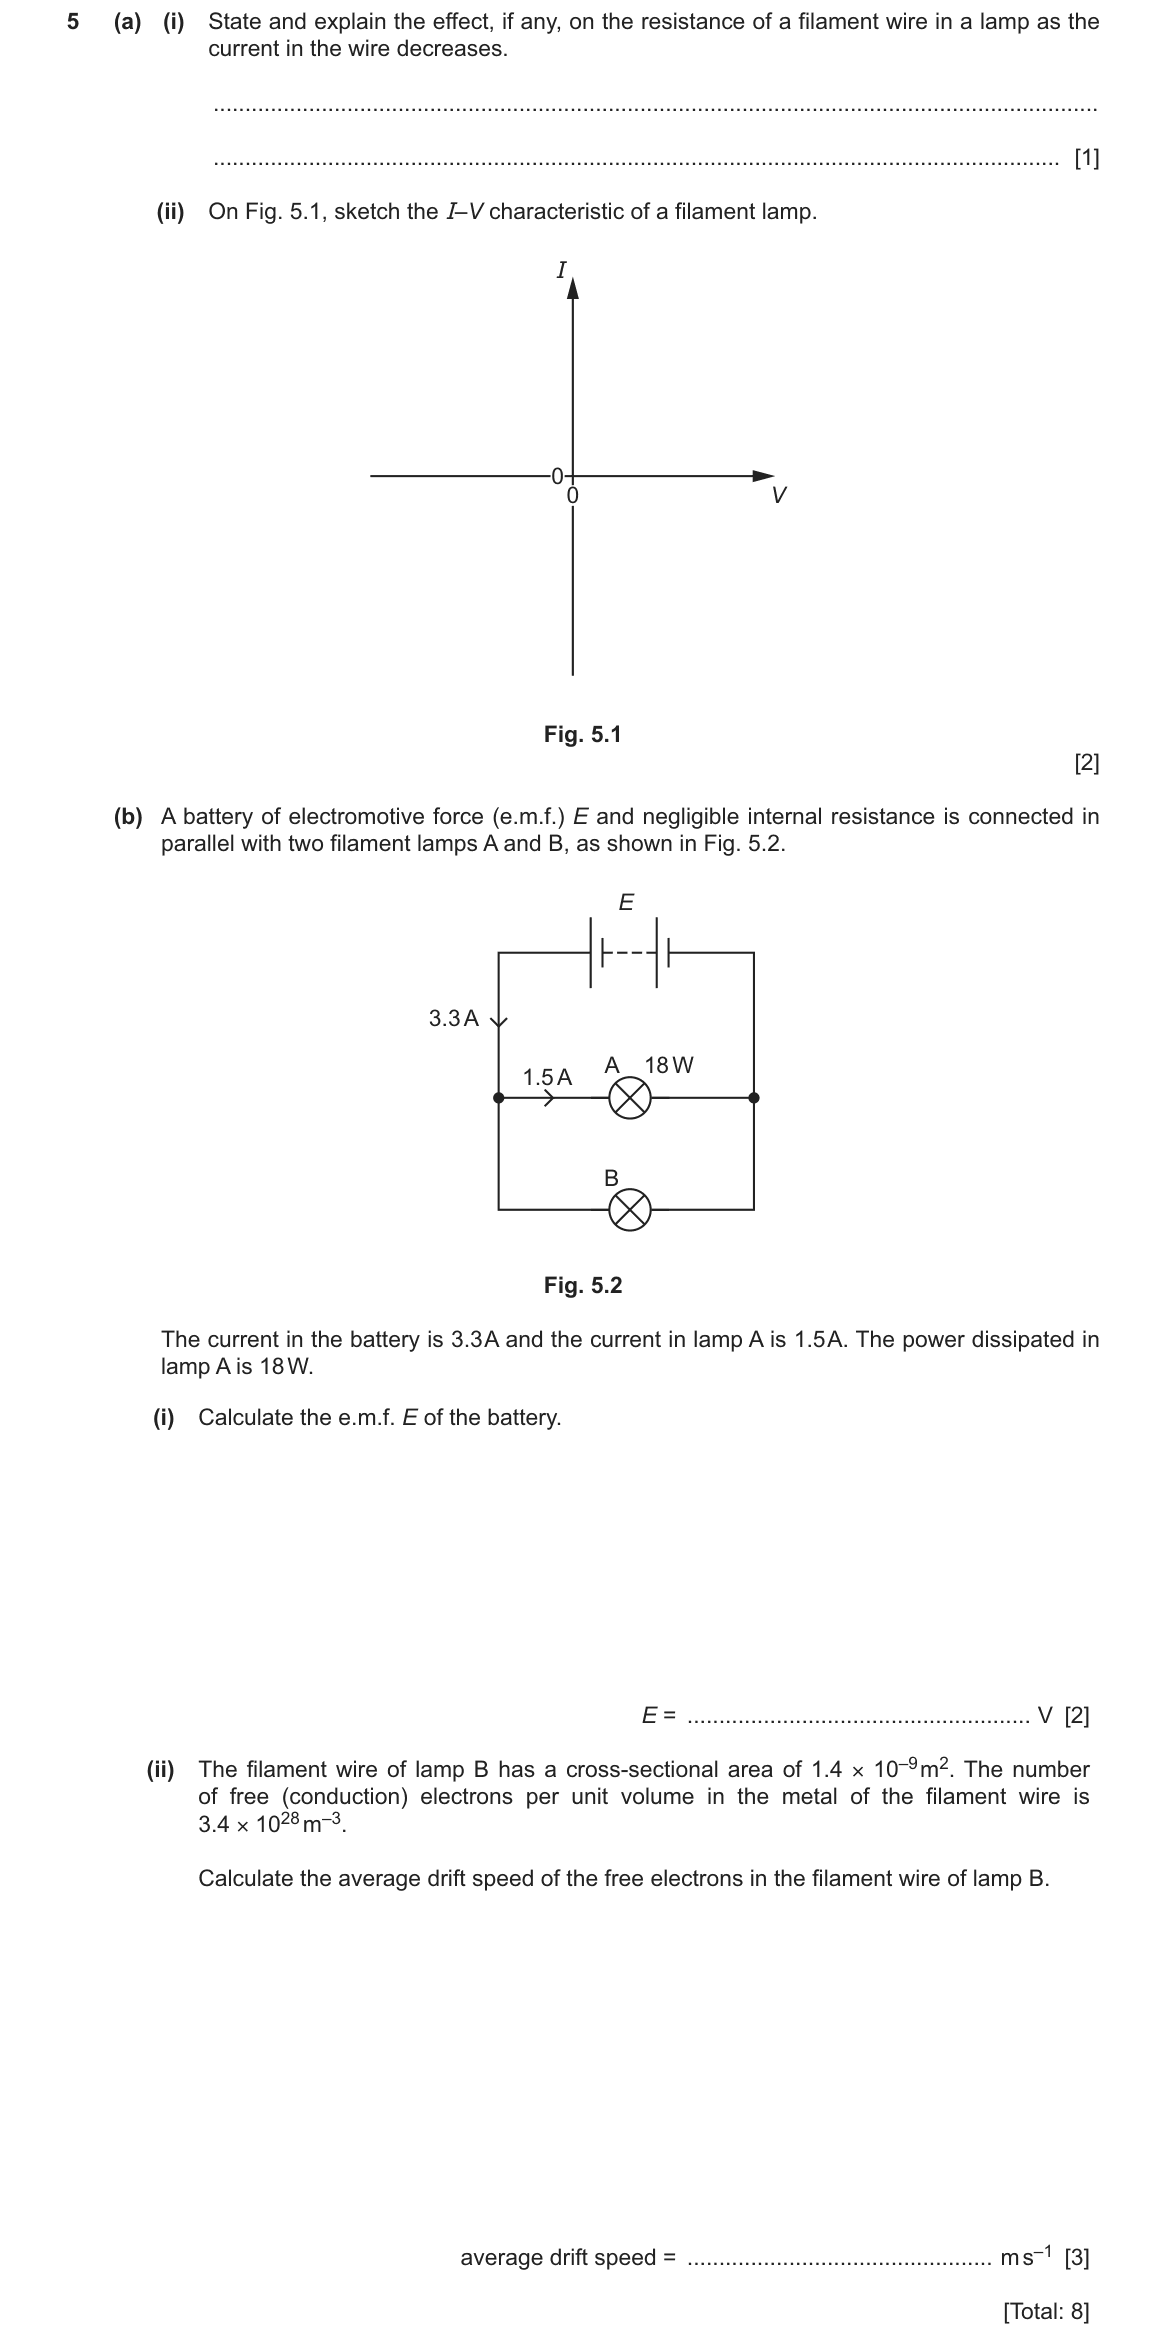 5 (a) (i) State and explain the effect, if any, on the resistance of a filament wire in a lamp as the
current in the wire decreases.
..........................................................................................................................................
.................................................................................................................................... [1]
(ii) On Fig. 5.1, sketch the I–V characteristic of a filament lamp.
I
0
0
V
Fig. 5.1
[2]
(b) A battery of electromotive force (e.m.f.) E and negligible internal resistance is connected in
parallel with two filament lamps A and B, as shown in Fig. 5.2.
E
3.3 A
1.5 A A 18 W
B
Fig. 5.2
The current in the battery is 3.3 A and the current in lamp A is 1.5 A. The power dissipated in
lamp A is 18 W.
(i) Calculate the e.m.f. E of the battery.
E = ...................................................... V [2]
(ii) The filament wire of lamp B has a cross-sectional area of 1.4 × 10⁻⁹ m². The number
of free (conduction) electrons per unit volume in the metal of the filament wire is
3.4 × 10²⁸ m⁻³.
Calculate the average drift speed of the free electrons in the filament wire of lamp B.
average drift speed = ................................................ m s⁻¹ [3]
[Total: 8]